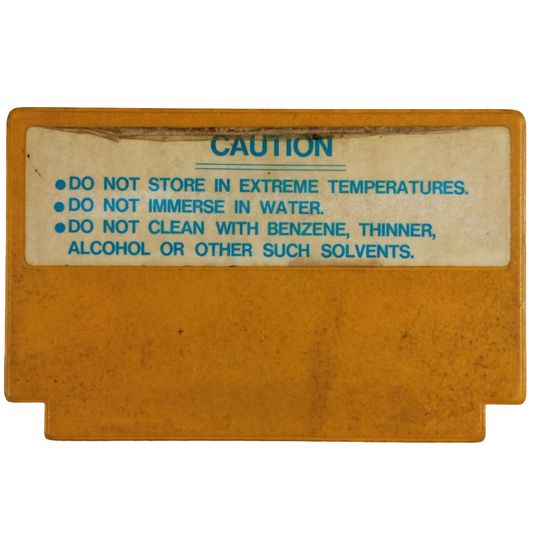 CAUTION
●DO NOT STORE IN EXTREME TEMPERATURES.
●DO NOT IMMERSE IN WATER.
●DO NOT CLEAN WITH BENZENE, THINNER,
ALCOHOL OR OTHER SUCH SOLVENTS.